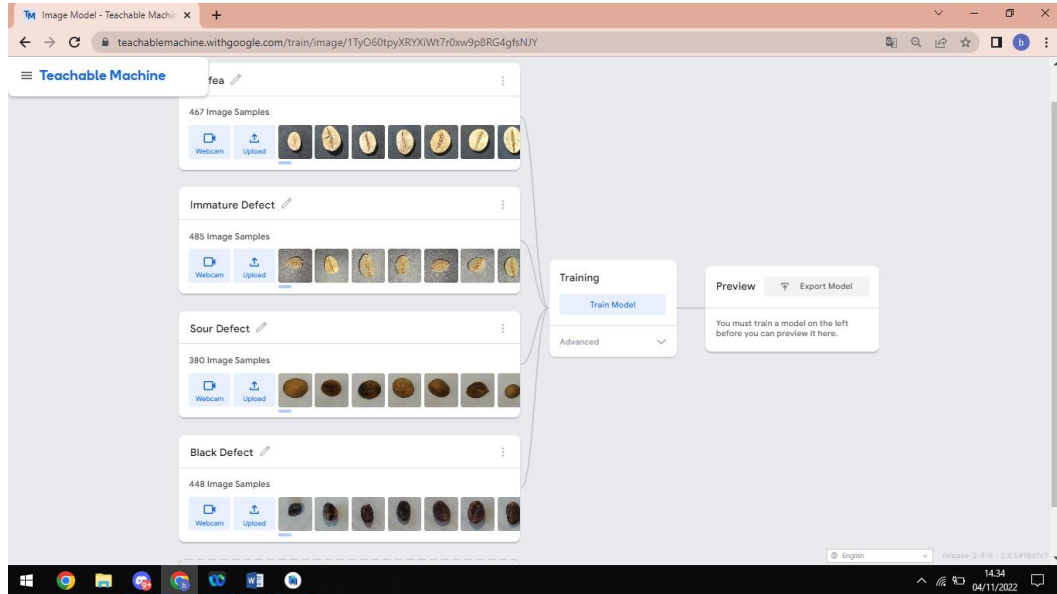 Image Model - Teachable Machin
teachablemachine.withgoogle.com/train/image/1TyO60tpyXRYXiWt7r0xw9p8RG4gfsNJY
Teachable Machine
fea
467 Image Samples
Webcam Upload
Immature Defect
485 Image Samples
Webcam Upload
Sour Defect
380 Image Samples
Webcam Upload
Black Defect
448 Image Samples
Webcam Upload
Training
Train Model
Advanced
Preview Export Model
You must train a model on the left
before you can preview it here.
English
14.34
04/11/2022